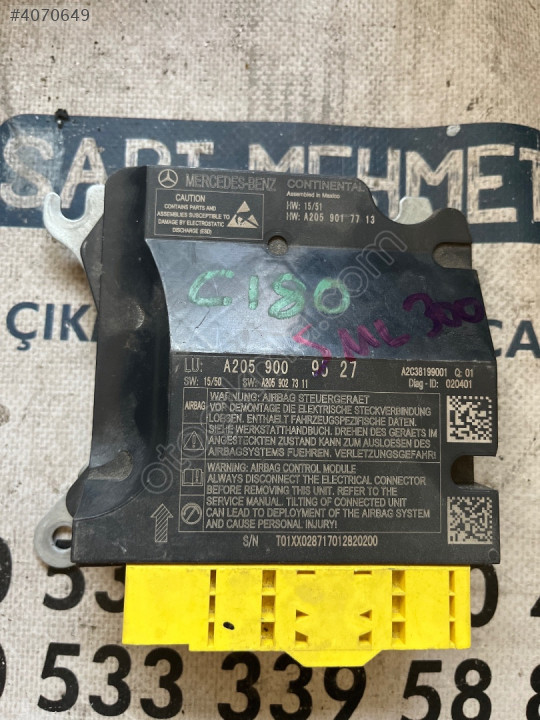 #4070649
SART MEHMET
MERCEDES-BENZ
CONTINENTAL
Assembled in Mexico
HW: 15/51
HW: A205 901 77 13
CAUTION
CONTAINS PARTS AND
ASSEMBLIES SUSCEPTIBLE TO
DAMAGE BY ELECTROSTATIC
DISCHARGE (ESD)
C180
ML 300
ÇIK
CA
LU: A205 900 90 27
A2C38199001 Q: 01
SW: 15/50 SW: A205 902 73 11
Diag-ID: 020401
AIRBAG
WARNUNG: AIRBAG STEUERGERAET
VOR DEMONTAGE DIE ELEKTRISCHE STECKVERBINDUNG
LOESEN. ENTHAELT FAHRZEUGSPEZIFISCHE DATEN.
SIEHE WERKSTATTHANDBUCH. DREHEN DES GERAETS IM
ANGESTECKTEN ZUSTAND KANN ZUM AUSLOESEN DES
AIRBAGSYSTEMS FUEHREN. VERLETZUNGSGEFAHR!
WARNING: AIRBAG CONTROL MODULE
ALWAYS DISCONNECT THE ELECTRICAL CONNECTOR
BEFORE REMOVING THIS UNIT. REFER TO THE
SERVICE MANUAL. TILTING OF CONNECTED UNIT
CAN LEAD TO DEPLOYMENT OF THE AIRBAG SYSTEM
AND CAUSE PERSONAL INJURY!
S/N T01XX02871701282020​0
0 533 339 50